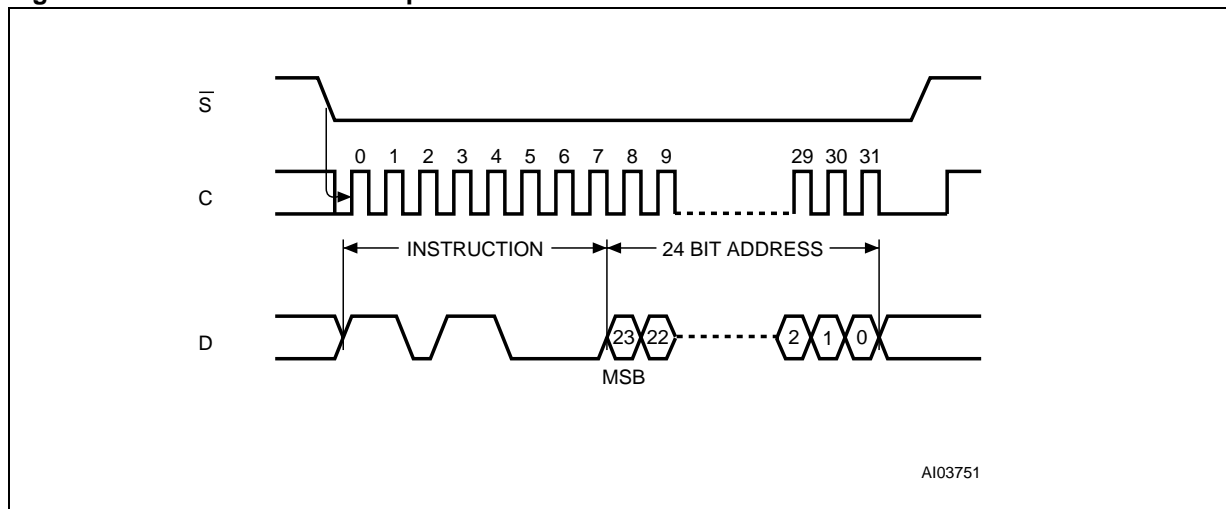 S
0 1 2 3 4 5 6 7 8 9 29 30 31
C
INSTRUCTION 24 BIT ADDRESS
D
23 22 2 1 0
MSB
AI03751